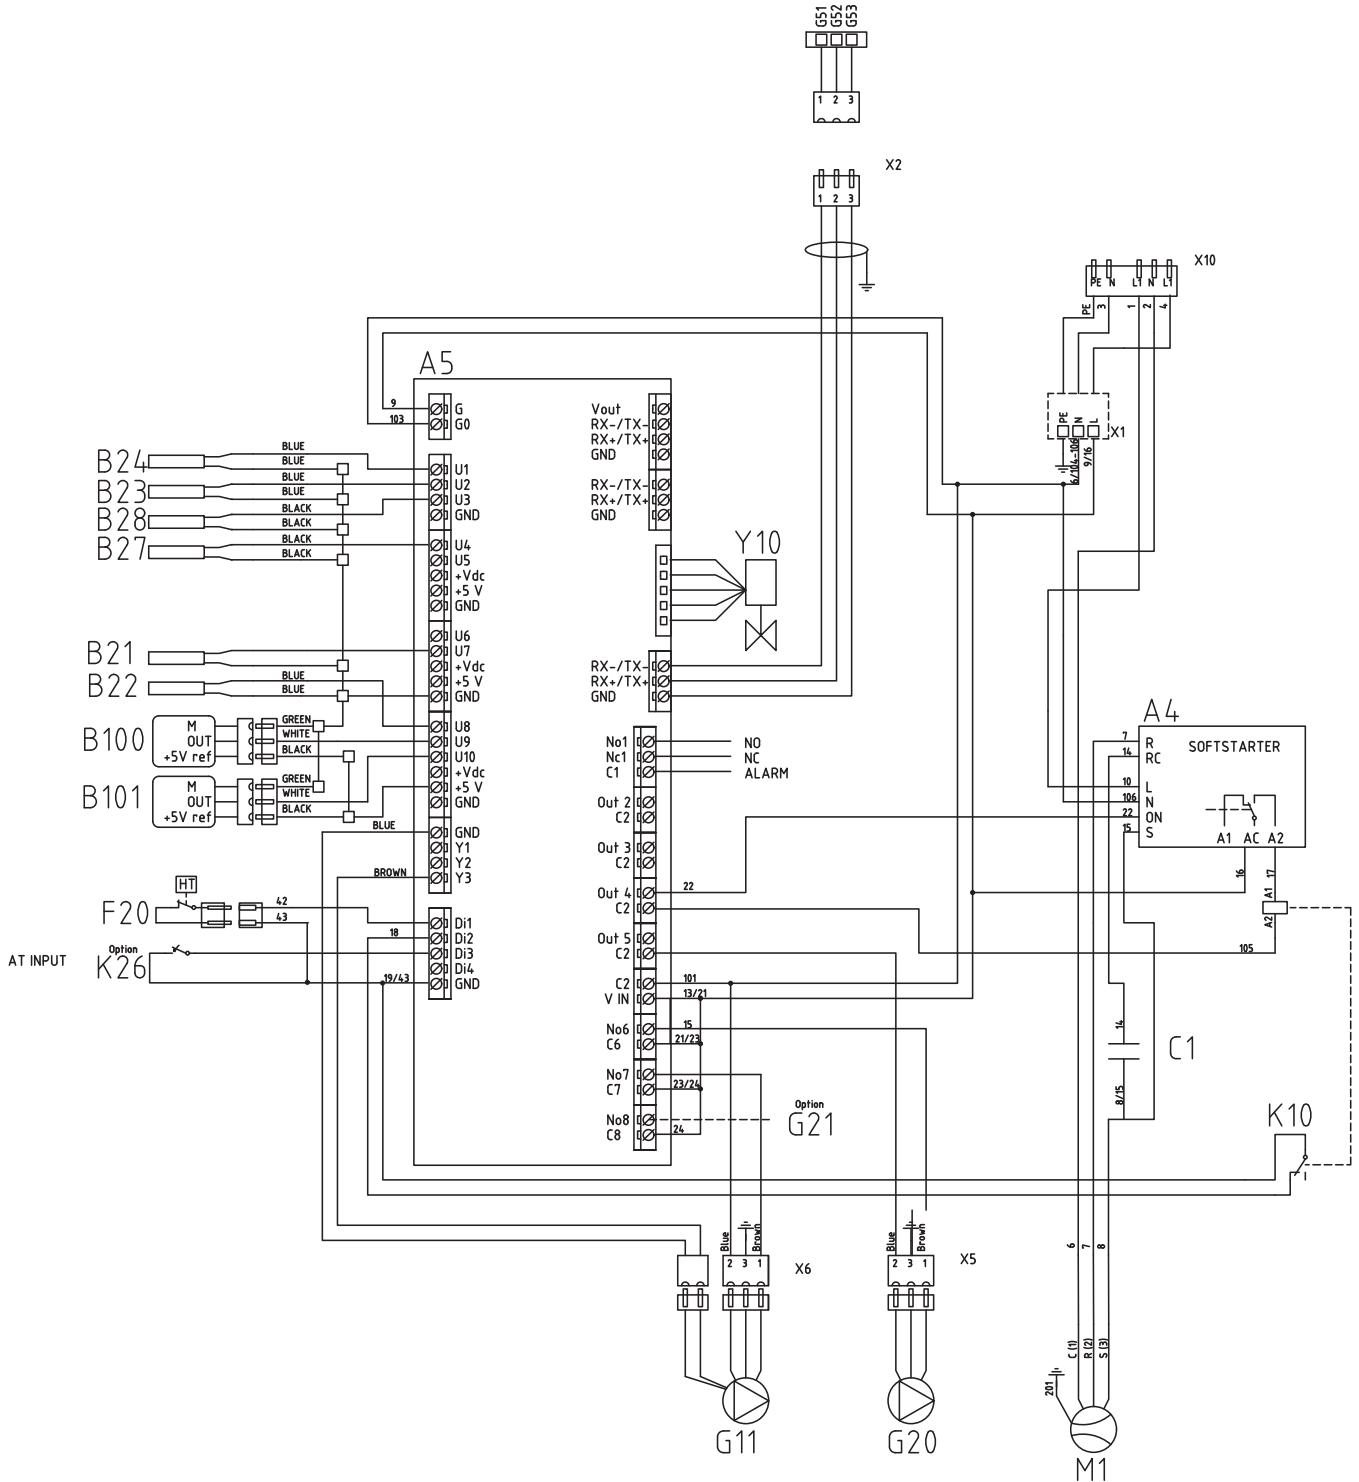 G51 G52 G53
1 2 3
X2
1 2 3
X10
PE N L1 N L1
PE 3 1 2 4
A5
9 G Vout
103 G0 RX-/TX-
RX+/TX+
GND
PE N L
X1
6/104-106 9/16
B24 BLUE
BLUE
U1
B23 BLUE
BLUE
U2 RX-/TX-
B28 BLACK
BLACK
U3 RX+/TX+
GND GND
B27 BLACK
BLACK
U4
U5
+Vdc
+5 V
GND
Y10
B21
U6
U7
+Vdc RX-/TX-
B22 BLUE
BLUE
+5 V RX+/TX+
GND GND
B100
M GREEN
OUT WHITE
+5V ref BLACK
U8
U9 No1 NO
U10 Nc1 NC
+Vdc C1 ALARM
B101
M GREEN
OUT WHITE
+5V ref BLACK
+5 V
GND Out 2
C2
A4
SOFTSTARTER
7 R
14 RC
10 L
106 N
22 ON
15 S
A1 AC A2
16 17
A1
A2
BLUE GND
Y1 Out 3
Y2 C2
BROWN Y3
Out 4 22
C2
HT
F20 42
43
Di1
18 Di2 Out 5
AT INPUT
Option
K26
Di3 C2 105
Di4
19/43 GND C2 101
V IN 13/21
No6 15
C6 21/23
14
C1
8/15
No7
C7 23/24
No8
C8 24
Option
G21
K10
Blue Brown
2 3 1
X6
Blue Brown
2 3 1
X5
6 7 8
C (1) R (2) S (3)
201
G11
G20
M1